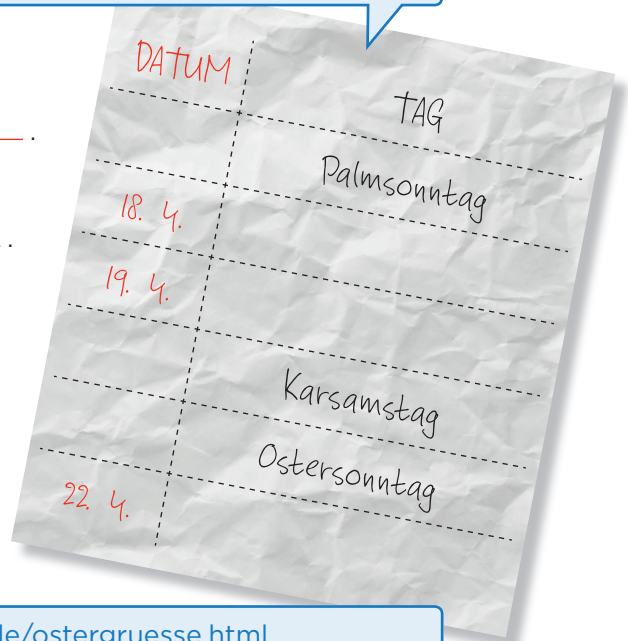 DATUM TAG
Palmsonntag
18. 4.
19. 4.
Karsamstag
Ostersonntag
22. 4.
de/ostergruesse.html